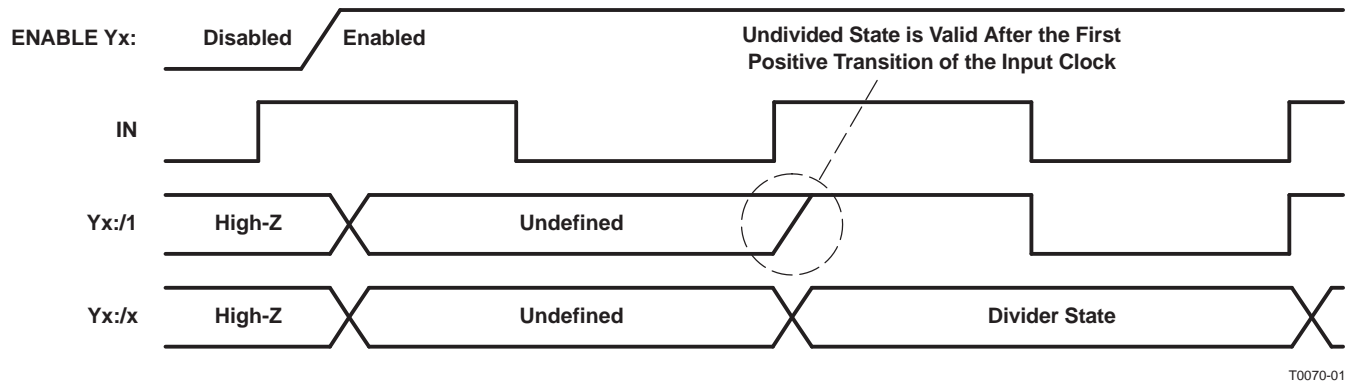 ENABLE Yx: Disabled Enabled
Undivided State is Valid After the First
Positive Transition of the Input Clock
IN
Yx:/1 High-Z Undefined
Yx:/x High-Z Undefined Divider State
T0070-01